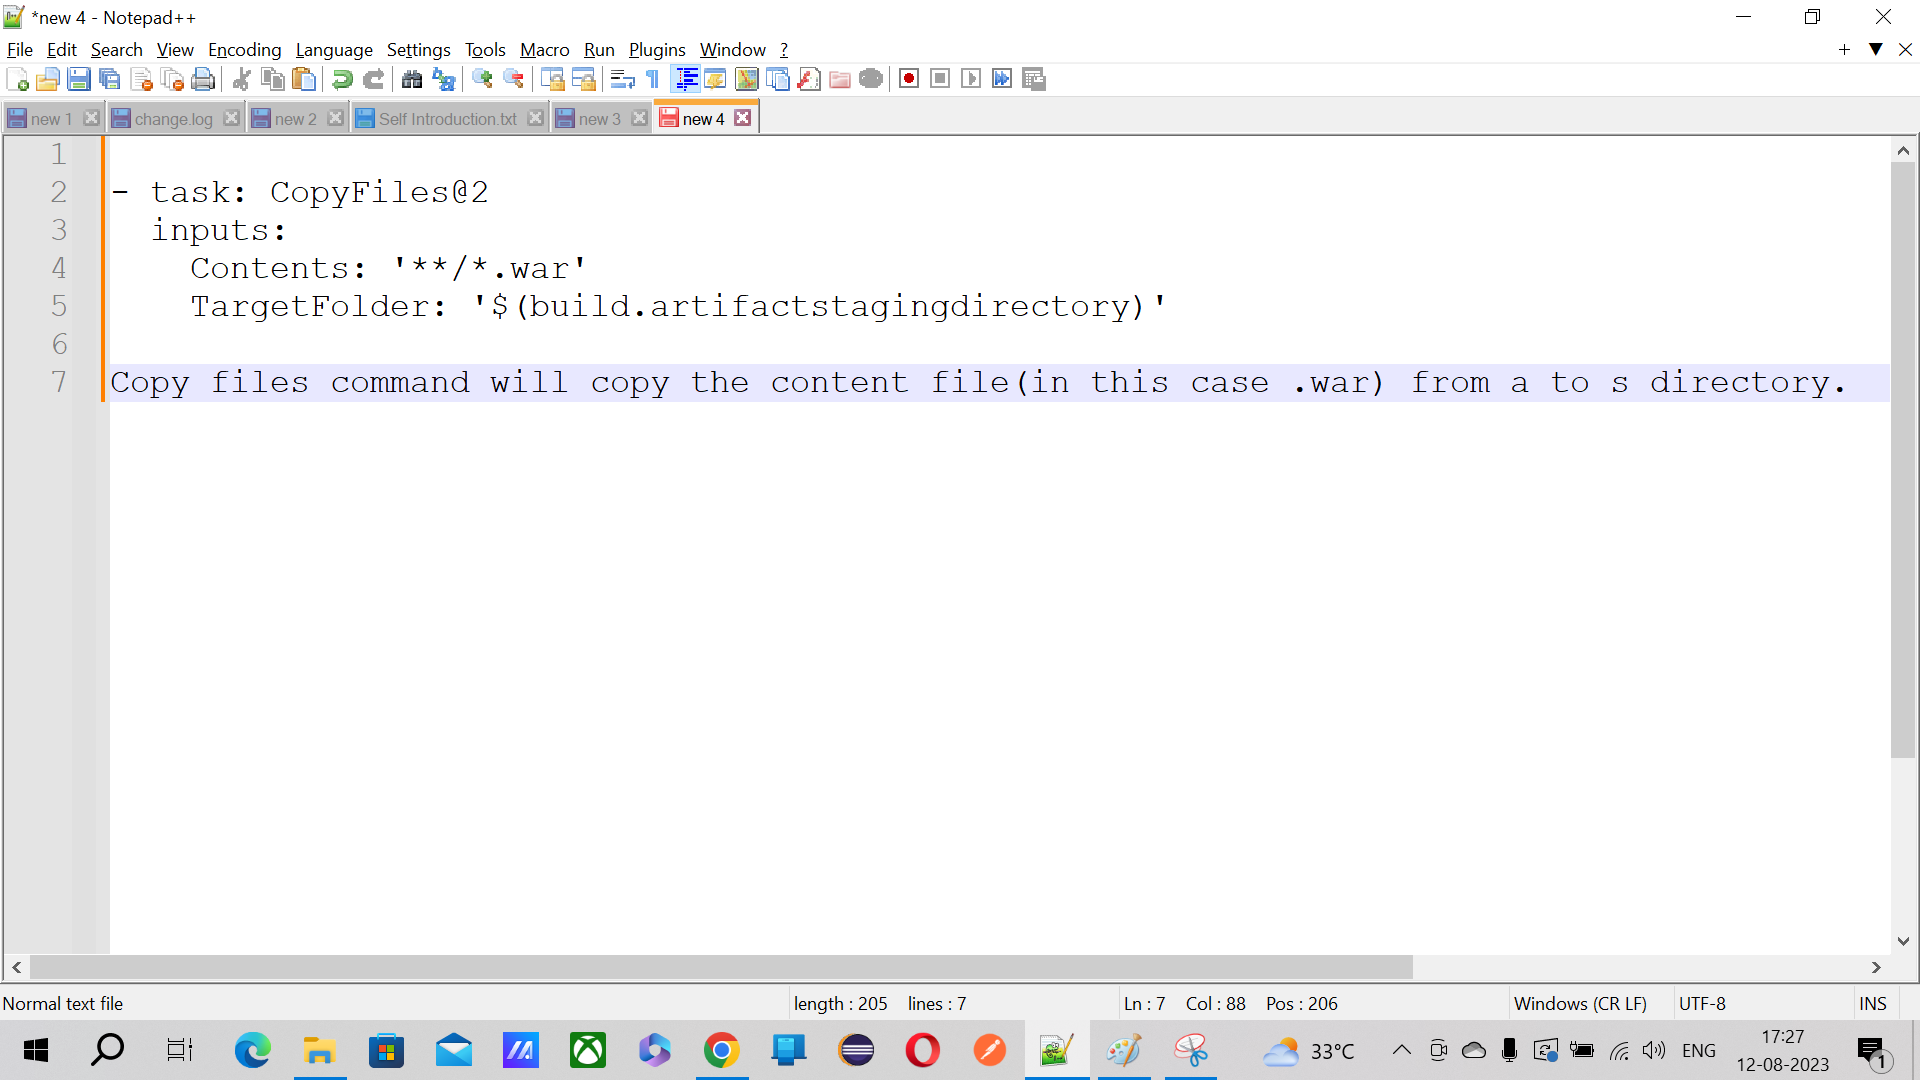 *new 4 - Notepad++
File Edit Search View Encoding Language Settings Tools Macro Run Plugins Window ?
new 1 change.log new 2 Self Introduction.txt new 3 new 4
1
2 - task: CopyFiles@2
3 inputs:
4 Contents: '**/*.war'
5 TargetFolder: '$(build.artifactstagingdirectory)'
6
7 Copy files command will copy the content file(in this case .war) from a to s directory.
Normal text file length : 205 lines : 7 Ln : 7 Col : 88 Pos : 206 Windows (CR LF) UTF-8 INS
33°C ENG 17:27
12-08-2023 1